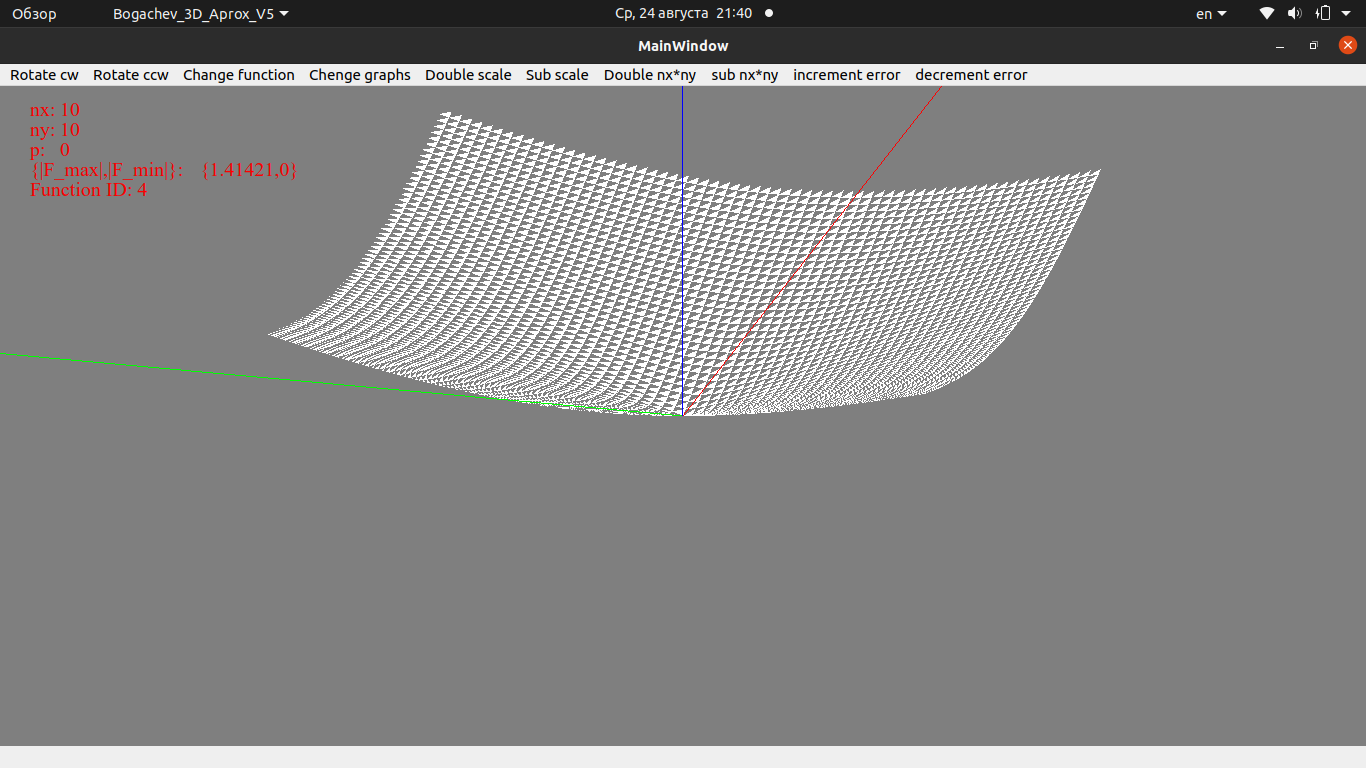 Обзор Bogachev_3D_Aprox_V5 Ср, 24 августа 21:40 en
MainWindow
Rotate cw Rotate ccw Change function Chenge graphs Double scale Sub scale Double nx*ny sub nx*ny increment error decrement error
nx: 10
ny: 10
p: 0
{|F_max|,|F_min|}: {1.41421,0}
Function ID: 4